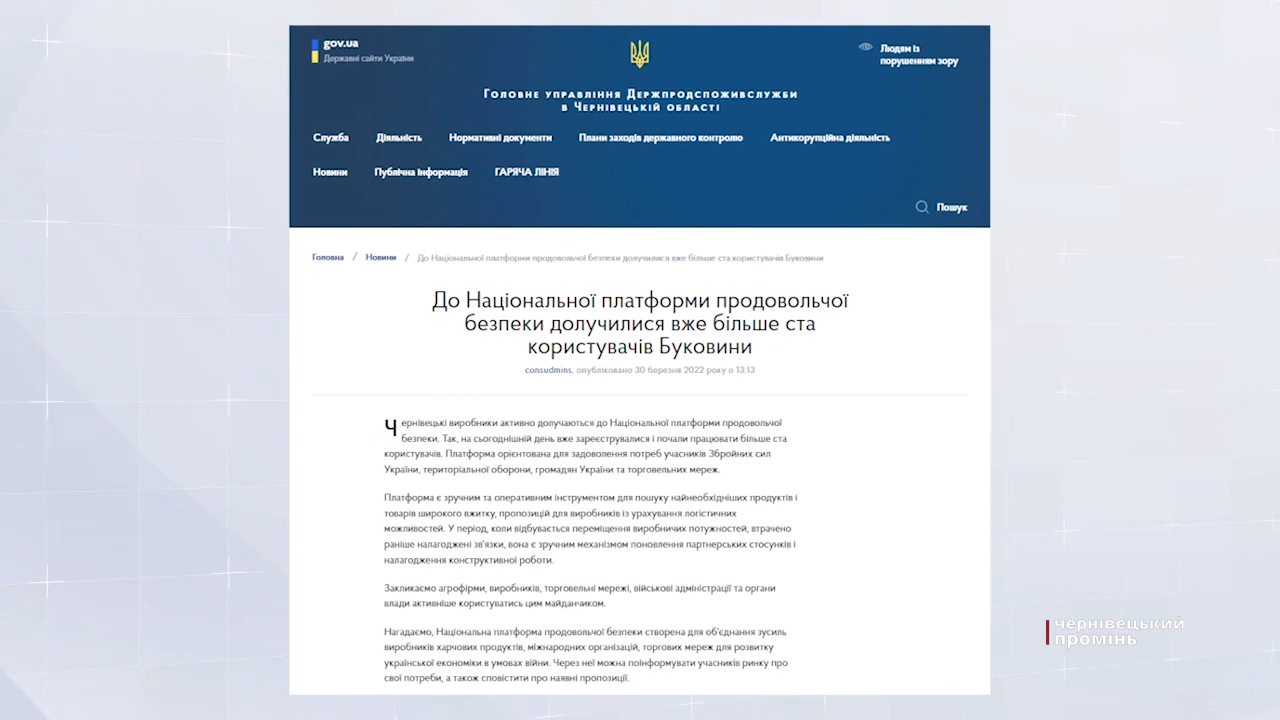 gov.ua
Державні сайти України
Людям із
порушенням зору
Головне управління Держпродспоживслужби
в Чернівецькій області
Служба Діяльність Нормативні документи Плани заходів державного контролю Антикорупційна діяльність
Новини Публічна інформація ГАРЯЧА ЛІНІЯ
Пошук
Головна / Новини / До Національної платформи продовольчої безпеки долучилися вже більше ста користувачів Буковини
До Національної платформи продовольчої
безпеки долучилися вже більше ста
користувачів Буковини
consudmins, опубліковано 30 березня 2022 року о 13:13
Чернівецькі виробники активно долучаються до Національної платформи продовольчої
безпеки. Так, на сьогоднішній день вже зареєструвалися і почали працювати більше ста
користувачів. Платформа орієнтована для задоволення потреб учасників Збройних сил
України, територіальної оборони, громадян України та торговельних мереж.
Платформа є зручним та оперативним інструментом для пошуку найнеобхідніших продуктів і
товарів широкого вжитку, пропозицій для виробників із урахування логістичних
можливостей. У період, коли відбувається переміщення виробничих потужностей, втрачено
раніше налагоджені зв'язки, вона є зручним механізмом поновлення партнерських стосунків і
налагодження конструктивної роботи.
Закликаємо агрофірми, виробників, торговельні мережі, військові адміністрації та органи
влади активніше користуватись цим майданчиком.
Нагадаємо, Національна платформа продовольчої безпеки створена для об'єднання зусиль
виробників харчових продуктів, міжнародних організацій, торгових мереж для розвитку
української економіки в умовах війни. Через неї можна поінформувати учасників ринку про
свої потреби, а також сповістити про наявні пропозиції.
чернівецький
промінь